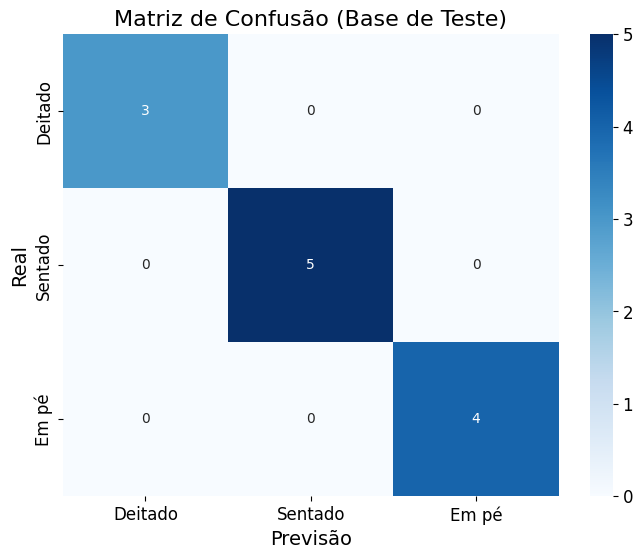 Matriz de Confusão (Base de Teste)
Real
Deitado
3 0 0
Sentado
0 5 0
Em pé
0 0 4
Deitado Sentado Em pé
Previsão
5
4
3
2
1
0